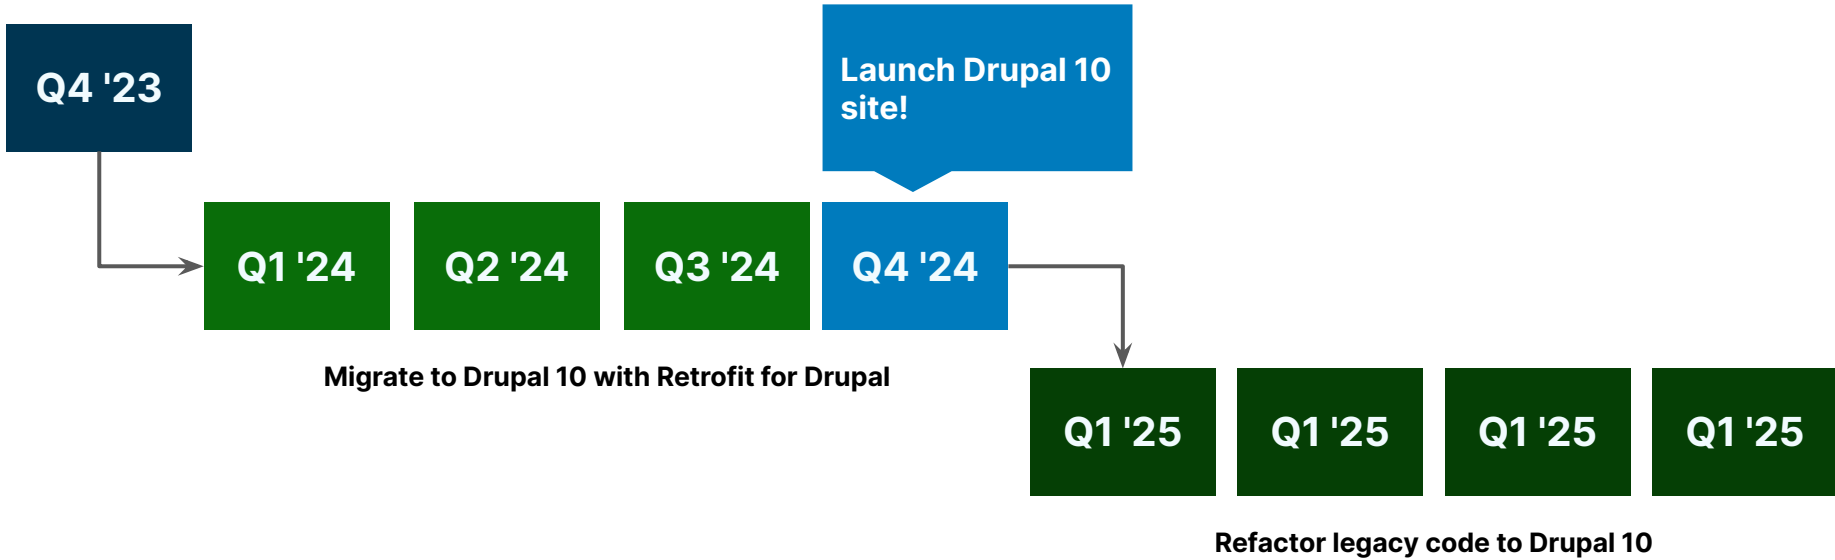 Q4 '23
Launch Drupal 10
site!
Q1 '24
Q2 '24
Q3 '24
Q4 '24
Migrate to Drupal 10 with Retrofit for Drupal
Q1 '25
Q1 '25
Q1 '25
Q1 '25
Refactor legacy code to Drupal 10